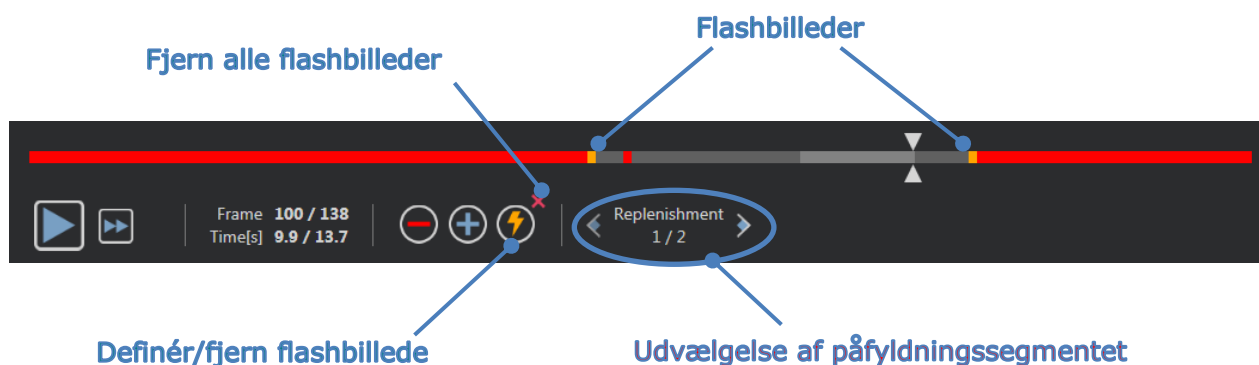 Flashbilleder
Fjern alle flashbilleder
Frame 100 / 138
Time[s] 9.9 / 13.7
Replenishment
1 / 2
Definér/fjern flashbillede
Udvælgelse af påfyldningssegmentet